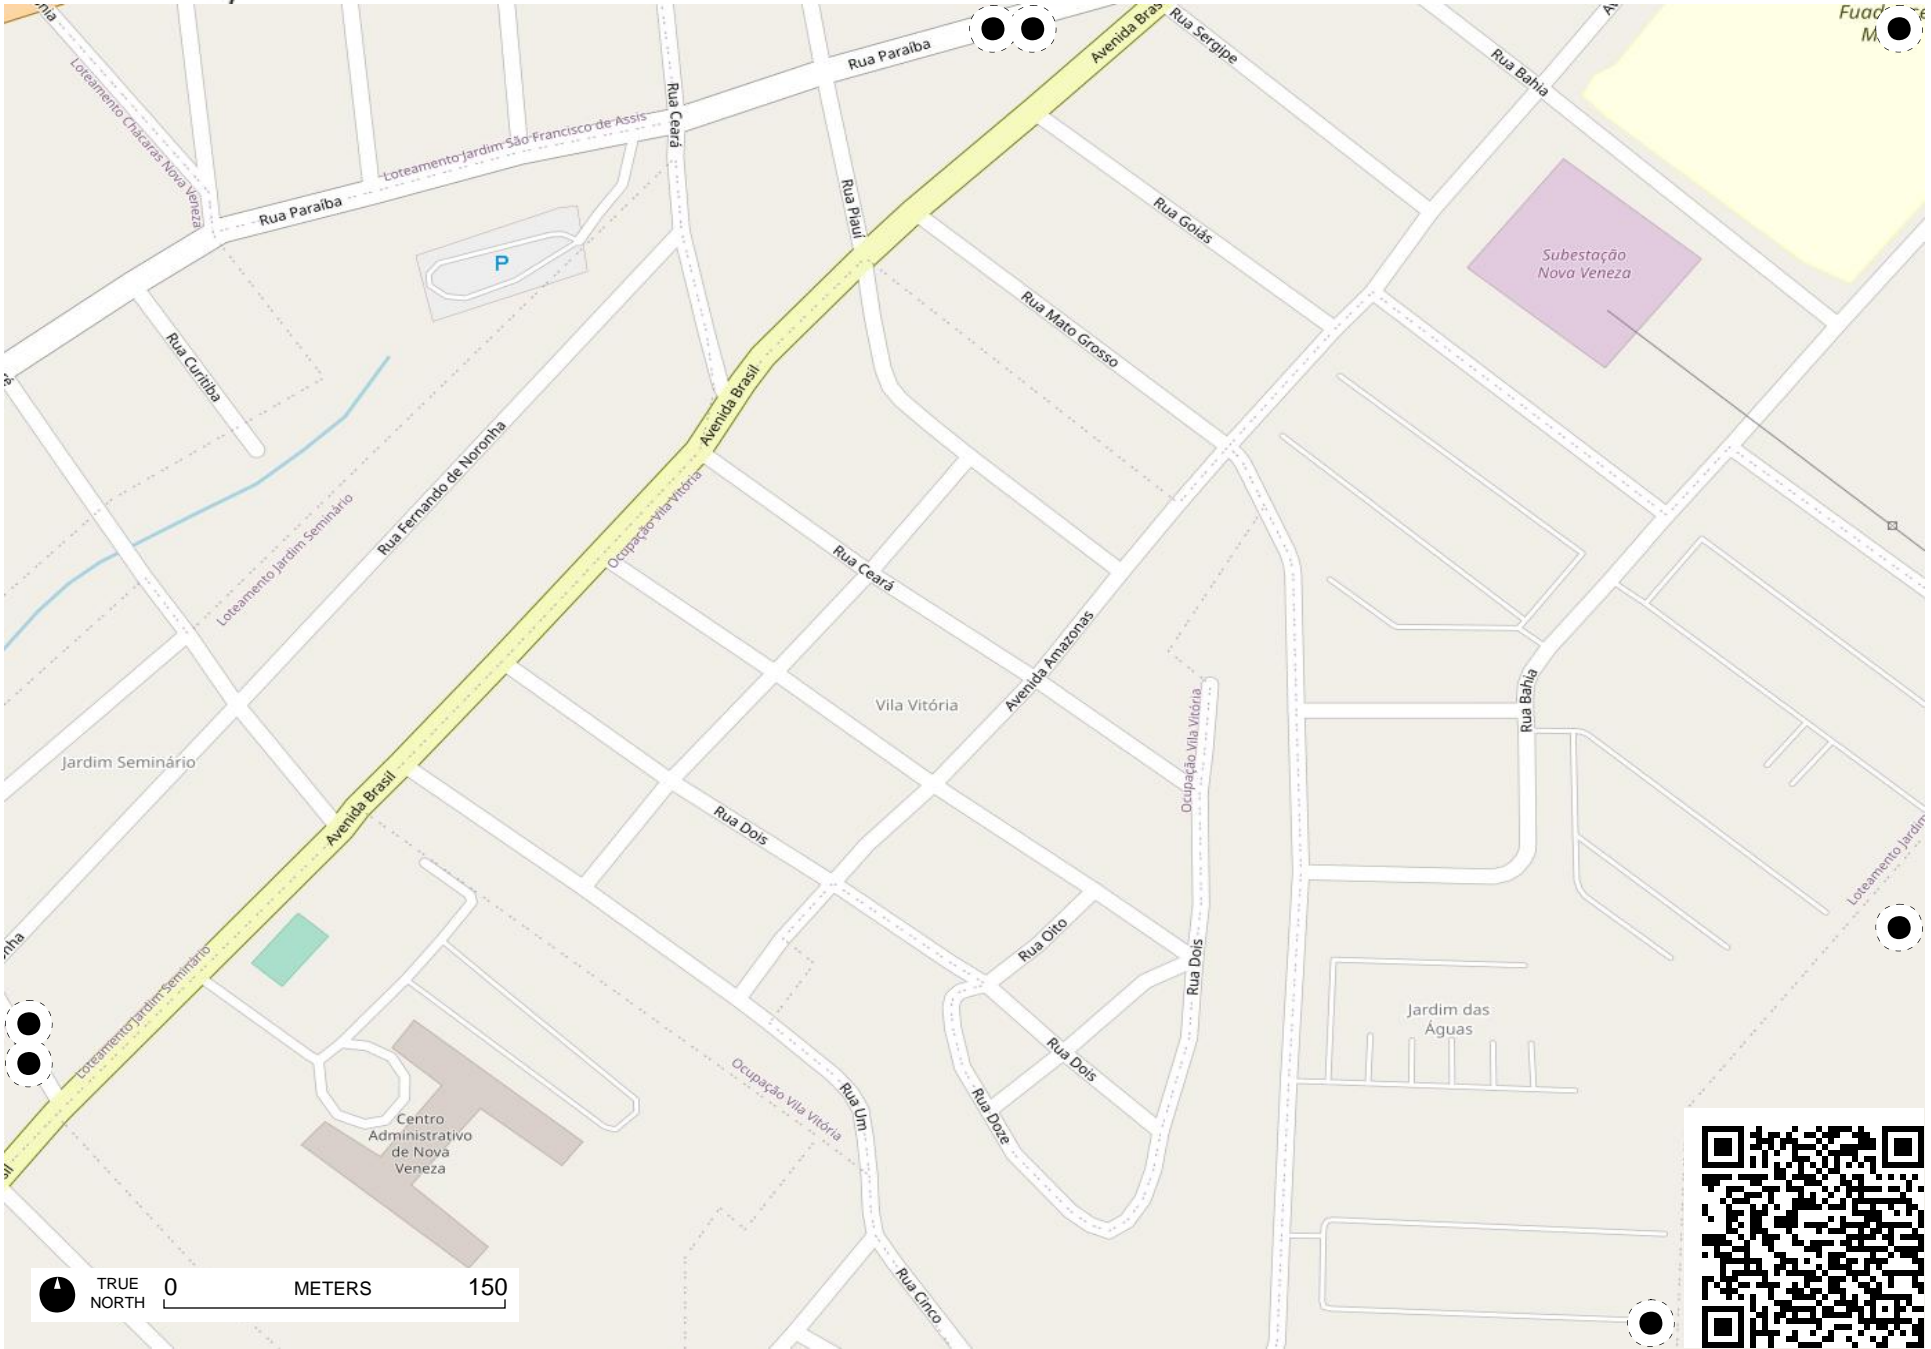 Avenida Bras
Rua Sergipe
Rua Bahia
Rua Paraíba
Loteamento Chácaras Nova Veneza
Rua Ceará
Loteamento Jardim São Francisco de Assis
Rua Paraíba
Rua Piauí
Rua Goiás
Subestação
Nova Veneza
P
Rua Mato Grosso
Rua Curitiba
Avenida Brasil
Rua Fernando de Noronha
Loteamento Jardim Seminário
Ocupação Vila Vitória
Rua Ceará
Avenida Amazonas
Vila Vitória
Ocupação Vila Vitória
Rua Bahia
Jardim Seminário
Avenida Brasil
Rua Dois
Loteamento Jardim
Rua Oito
Rua Dois
Loteamento Jardim Seminário
Jardim das
Águas
Rua Dois
Ocupação Vila Vitória
Rua Um
Rua Doze
Centro
Administrativo
de Nova
Veneza
Rua Cinco
TRUE
NORTH
0 METERS 150